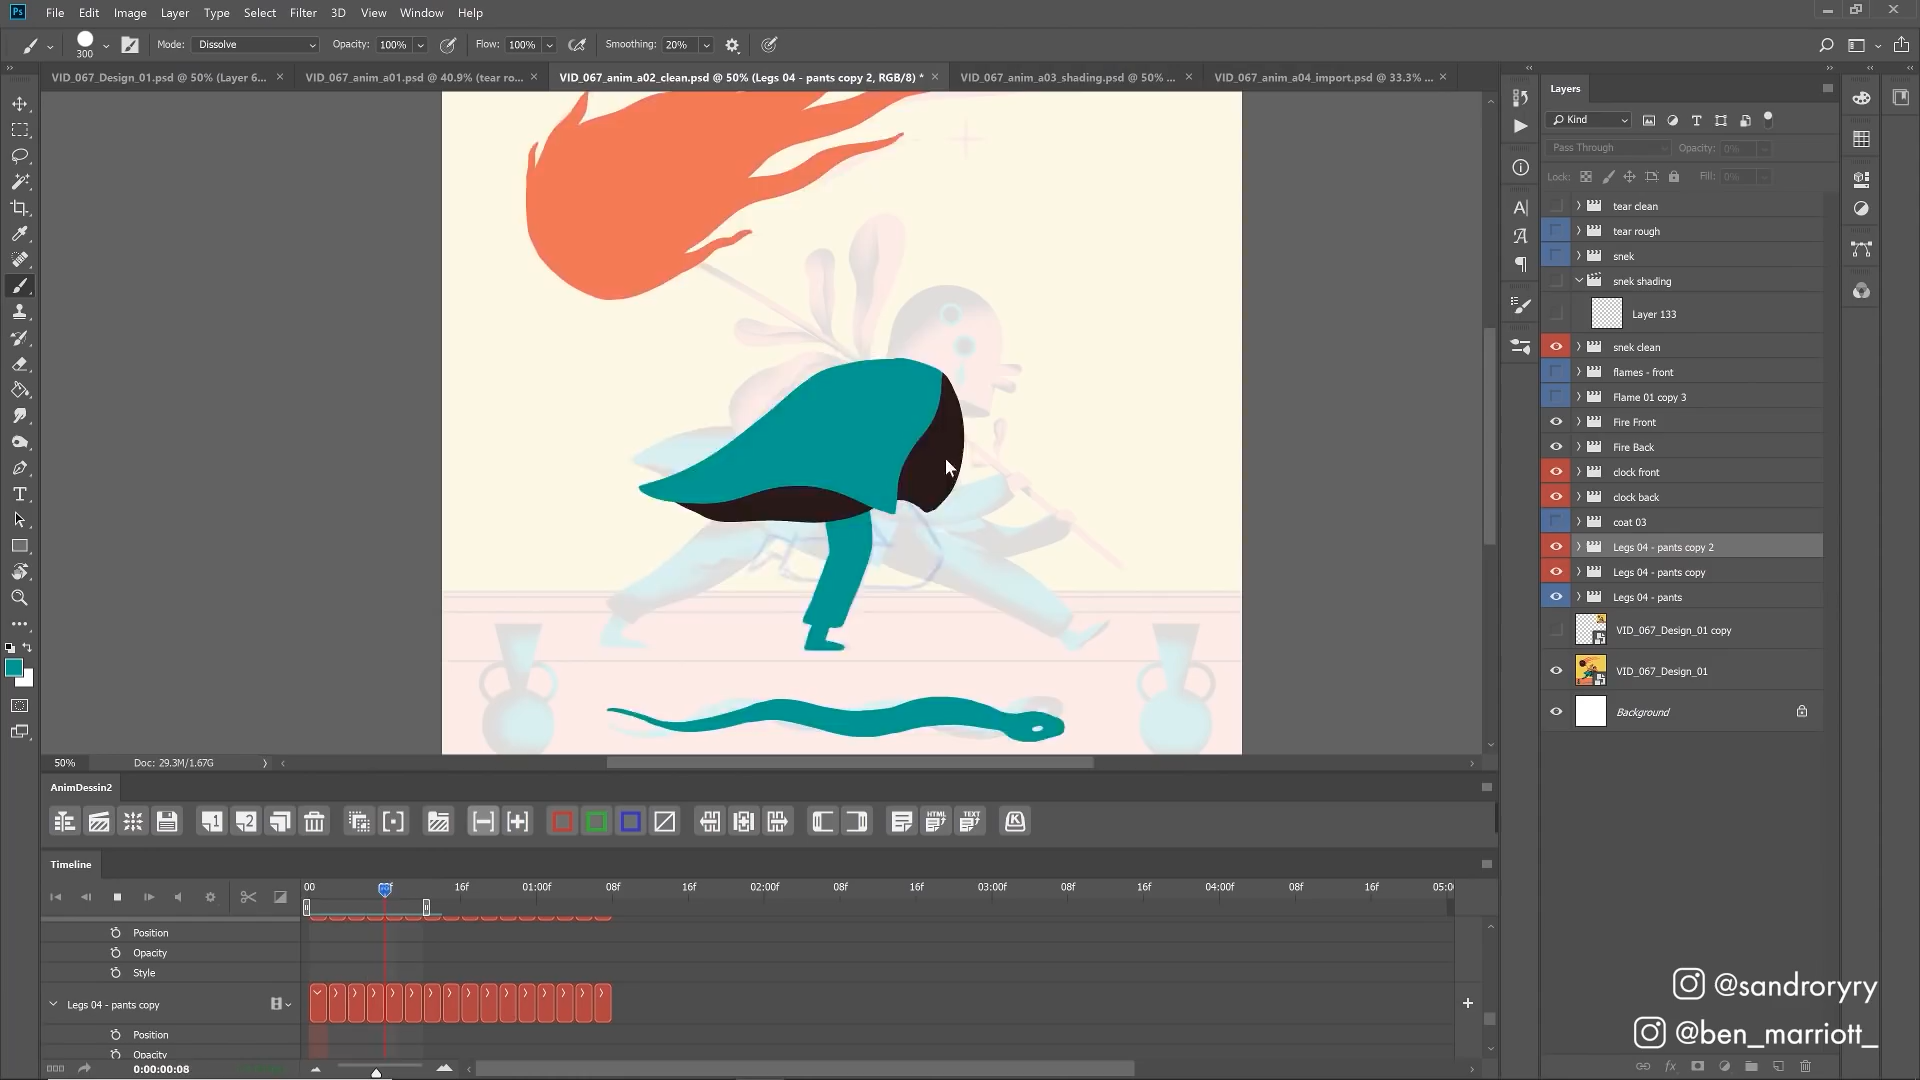 Ps File Edit Image Layer Type Select Filter 3D View Window Help
300 Mode: Dissolve Opacity: 100% Flow: 100% Smoothing: 20%
VID_067_Design_01.psd @ 50% (Layer 6... × VID_067_anim_a01.psd @ 40.9% (tear ro... × VID_067_anim_a02_clean.psd @ 50% (Legs 04 - pants copy 2, RGB/8) * × VID_067_anim_a03_shading.psd @ 50% ... × VID_067_anim_a04_import.psd @ 33.3% ... ×
Layers
Kind
Pass Through Opacity: 0%
Lock: Fill: 0%
tear clean
tear rough
snek
snek shading
Layer 133
snek clean
flames - front
Flame 01 copy 3
Fire Front
Fire Back
clock front
clock back
coat 03
Legs 04 - pants copy 2
Legs 04 - pants copy
Legs 04 - pants
VID_067_Design_01 copy
VID_067_Design_01
Background
50% Doc: 29.3M/1.67G
AnimDessin2
1 2 HTML TEXT K
Timeline
00 16f 01:00f 08f 16f 02:00f 08f 16f 03:00f 08f 16f 04:00f 08f 16f 05:0
Position
Opacity
Style
Legs 04 - pants copy
Position
Opacity
0:00:00:08
@sandroryry
@ben_marriott_